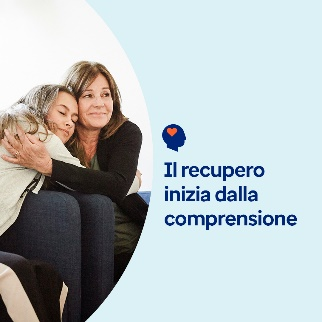 Il recupero
inizia dalla
comprensione